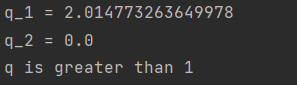 q_1 = 2.014773263649978
q_2 = 0.0
q is greater than 1